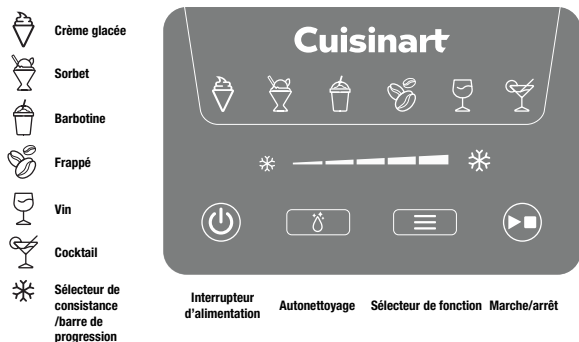 Crème glacée
Sorbet
Barbotine
Frappé
Vin
Cocktail
Sélecteur de
consistance
/barre de
progression
Cuisinart
Interrupteur
d’alimentation
Autonettoyage
Sélecteur de fonction
Marche/arrêt